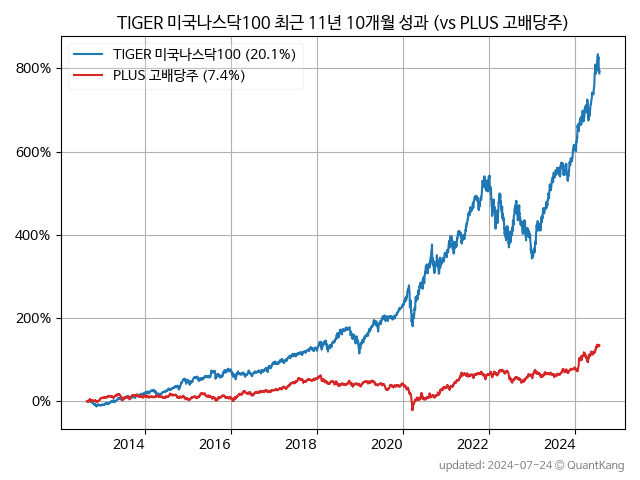 TIGER 미국나스닥100 최근 11년 10개월 성과 (vs PLUS 고배당주)
TIGER 미국나스닥100 (20.1%)
PLUS 고배당주 (7.4%)
800%
600%
400%
200%
0%
2014 2016 2018 2020 2022 2024
updated: 2024-07-24 © QuantKang